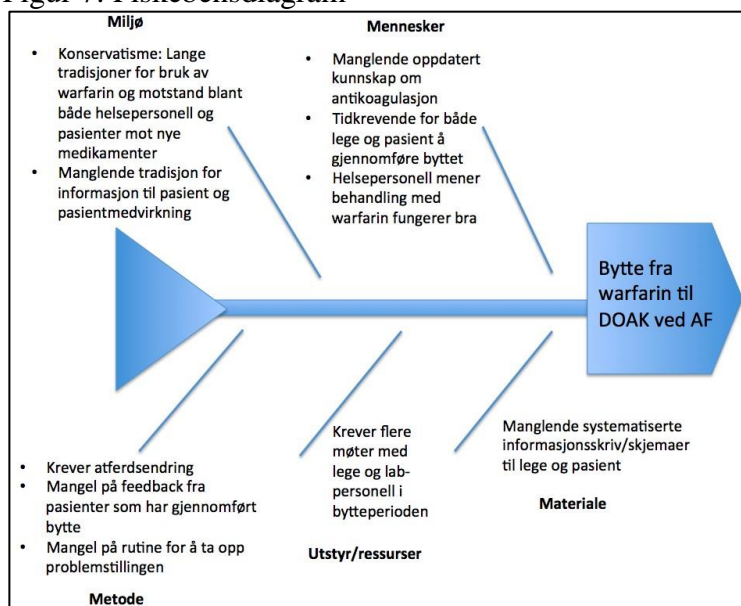 Figur 7. Fiskebensdiagram
Miljø
• Konservatisme: Lange
tradisjoner for bruk av
warfarin og motstand blant
både helsepersonell og
pasienter mot nye
medikamenter
• Manglende tradisjon for
informasjon til pasient og
pasientmedvirkning
Mennesker
• Manglende oppdatert
kunnskap om
antikoagulasjon
• Tidkrevende for både
lege og pasient å
gjennomføre byttet
• Helsepersonell mener
behandling med
warfarin fungerer bra
Bytte fra
warfarin til
DOAK ved AF
• Krever atferdsendring
• Mangel på feedback fra
pasienter som har gjennomført
bytte
• Mangel på rutine for å ta opp
problemstillingen
Metode
Krever flere
møter med
lege og lab-
personell i
bytteperioden
Utstyr/ressurser
Manglende systematiserte
informasjonsskriv/skjemaer
til lege og pasient
Materiale